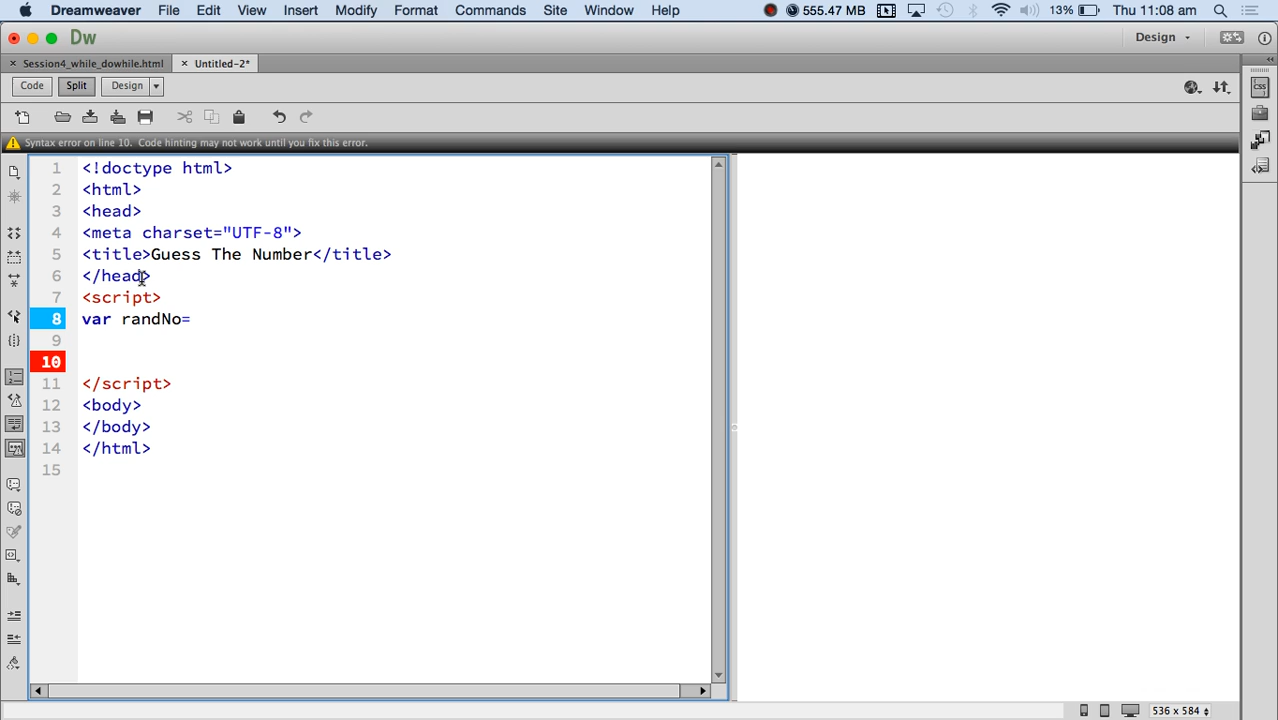 Dreamweaver File Edit View Insert Modify Format Commands Site Window Help 555.47 MB 13% Thu 11:08 am
Dw Design
× Session4_while_dowhile.html × Untitled-2*
Code Split Design
Syntax error on line 10. Code hinting may not work until you fix this error.
1 <!doctype html>
2 <html>
3 <head>
4 <meta charset="UTF-8">
5 <title>Guess The Number</title>
6 </head>
7 <script>
8 var randNo=
9
10
11 </script>
12 <body>
13 </body>
14 </html>
15
536 x 584